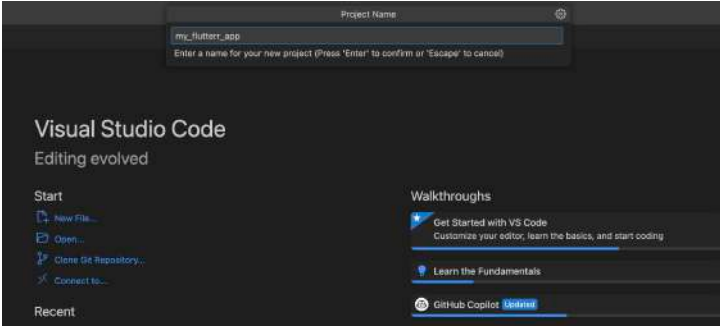 Project Name
my_flutterr_app
Enter a name for your new project (Press 'Enter' to confirm or 'Escape' to cancel)
Visual Studio Code
Editing evolved
Start
New File...
Open...
Clone Git Repository...
Connect to...
Recent
Walkthroughs
Get Started with VS Code
Customize your editor, learn the basics, and start coding
Learn the Fundamentals
GitHub Copilot Updated